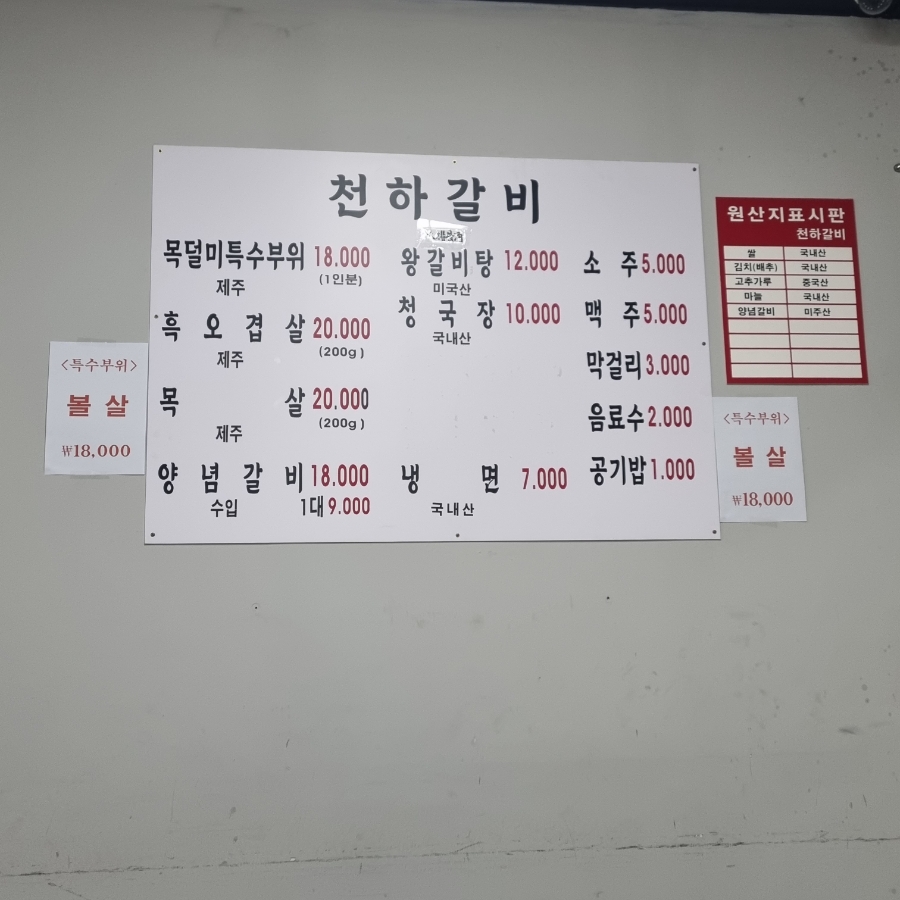 천하갈비
목덜미특수부위 18.000
제주 (1인분)
흑오겹살 20.000
제주 (200g)
목살 20.000
제주 (200g)
양념갈비 18.000
수입 1대 9.000
왕갈비탕 12.000
미국산
청국장 10.000
국내산
냉면 7.000
국내산
소주 5.000
맥주 5.000
막걸리 3.000
음료수 2.000
공기밥 1.000
<특수부위>
볼살
₩18,000
원산지표시판
천하갈비
쌀 국내산
김치(배추) 국내산
고추가루 중국산
마늘 국내산
양념갈비 미주산
<특수부위>
볼살
₩18,000